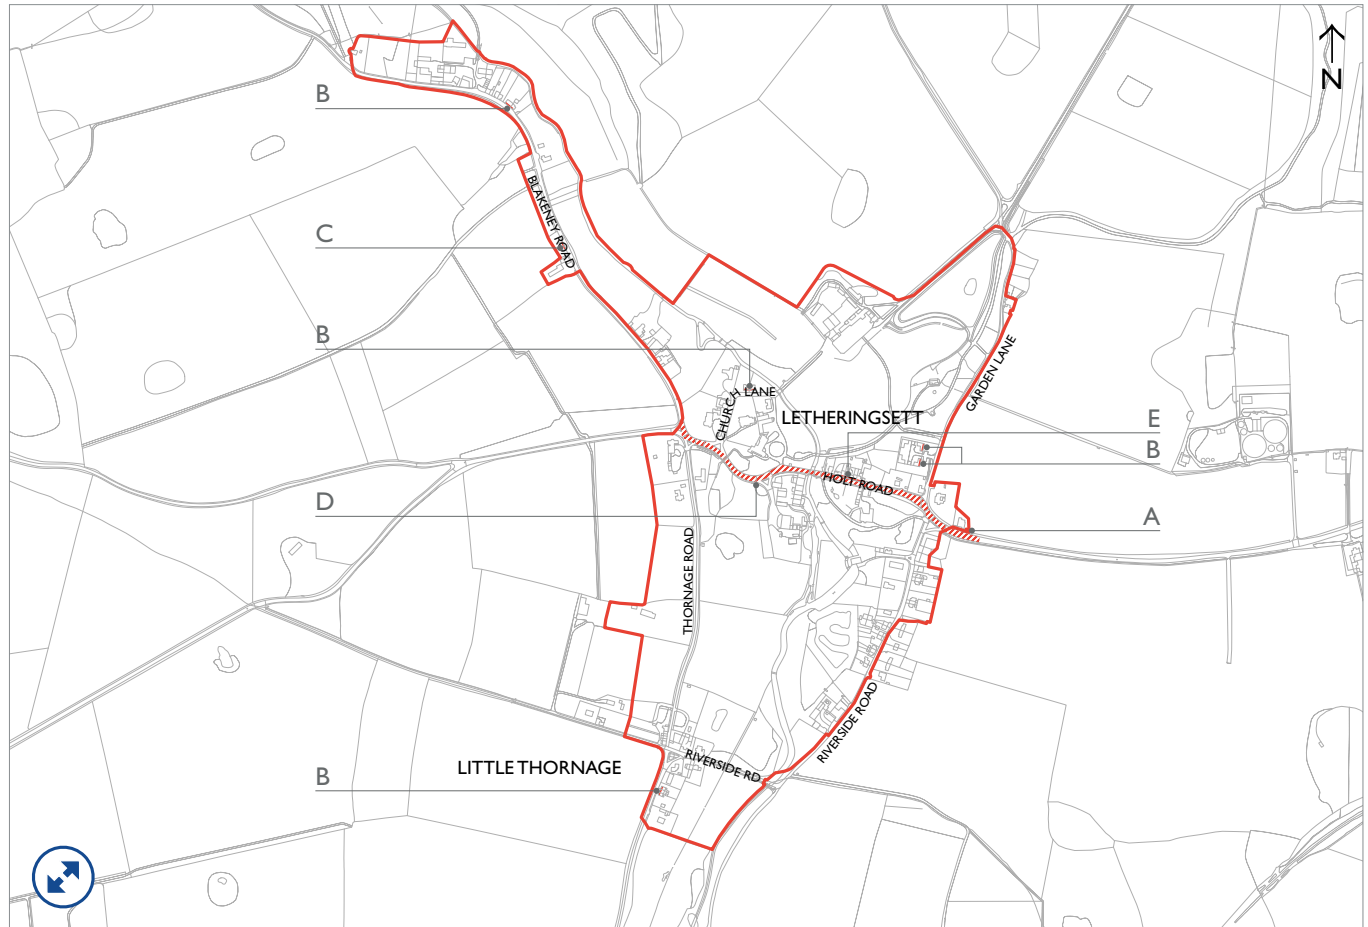 N
B
BLAKENEY ROAD
C
B
CHURCH LANE
LETHERINGSETT
GARDEN LANE
E
B
HOLT ROAD
D
A
THORNAGE ROAD
RIVERSIDE ROAD
RIVERSIDE RD
LITTLE THORNAGE
B